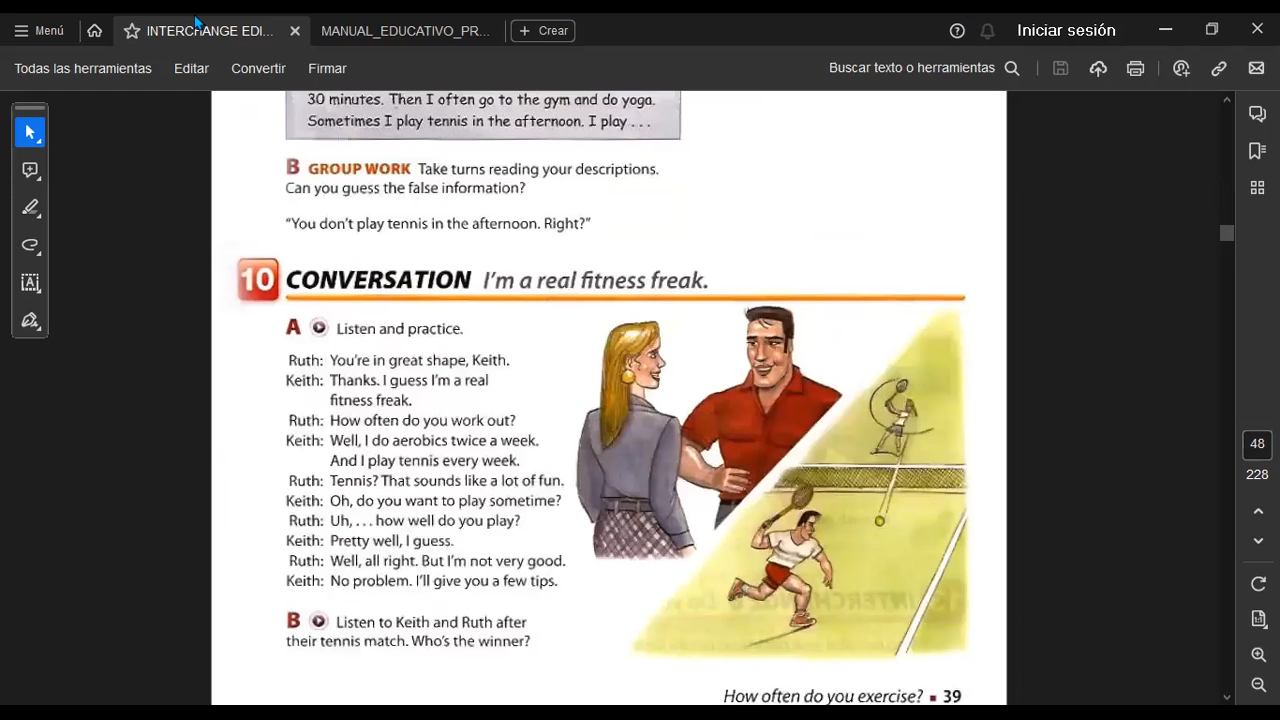 Menú
INTERCHANGE EDI...
MANUAL_EDUCATIVO_PR...
Crear
Iniciar sesión
Todas las herramientas
Editar
Convertir
Firmar
Buscar texto o herramientas
30 minutes. Then I often go to the gym and do yoga.
Sometimes I play tennis in the afternoon. I play . . .
B GROUP WORK Take turns reading your descriptions.
Can you guess the false information?
“You don’t play tennis in the afternoon. Right?”
10 CONVERSATION I’m a real fitness freak.
A Listen and practice.
Ruth: You’re in great shape, Keith.
Keith: Thanks. I guess I’m a real
fitness freak.
Ruth: How often do you work out?
Keith: Well, I do aerobics twice a week.
And I play tennis every week.
Ruth: Tennis? That sounds like a lot of fun.
Keith: Oh, do you want to play sometime?
Ruth: Uh, . . . how well do you play?
Keith: Pretty well, I guess.
Ruth: Well, all right. But I’m not very good.
Keith: No problem. I’ll give you a few tips.
B Listen to Keith and Ruth after
their tennis match. Who’s the winner?
How often do you exercise? ▪ 39
48
228